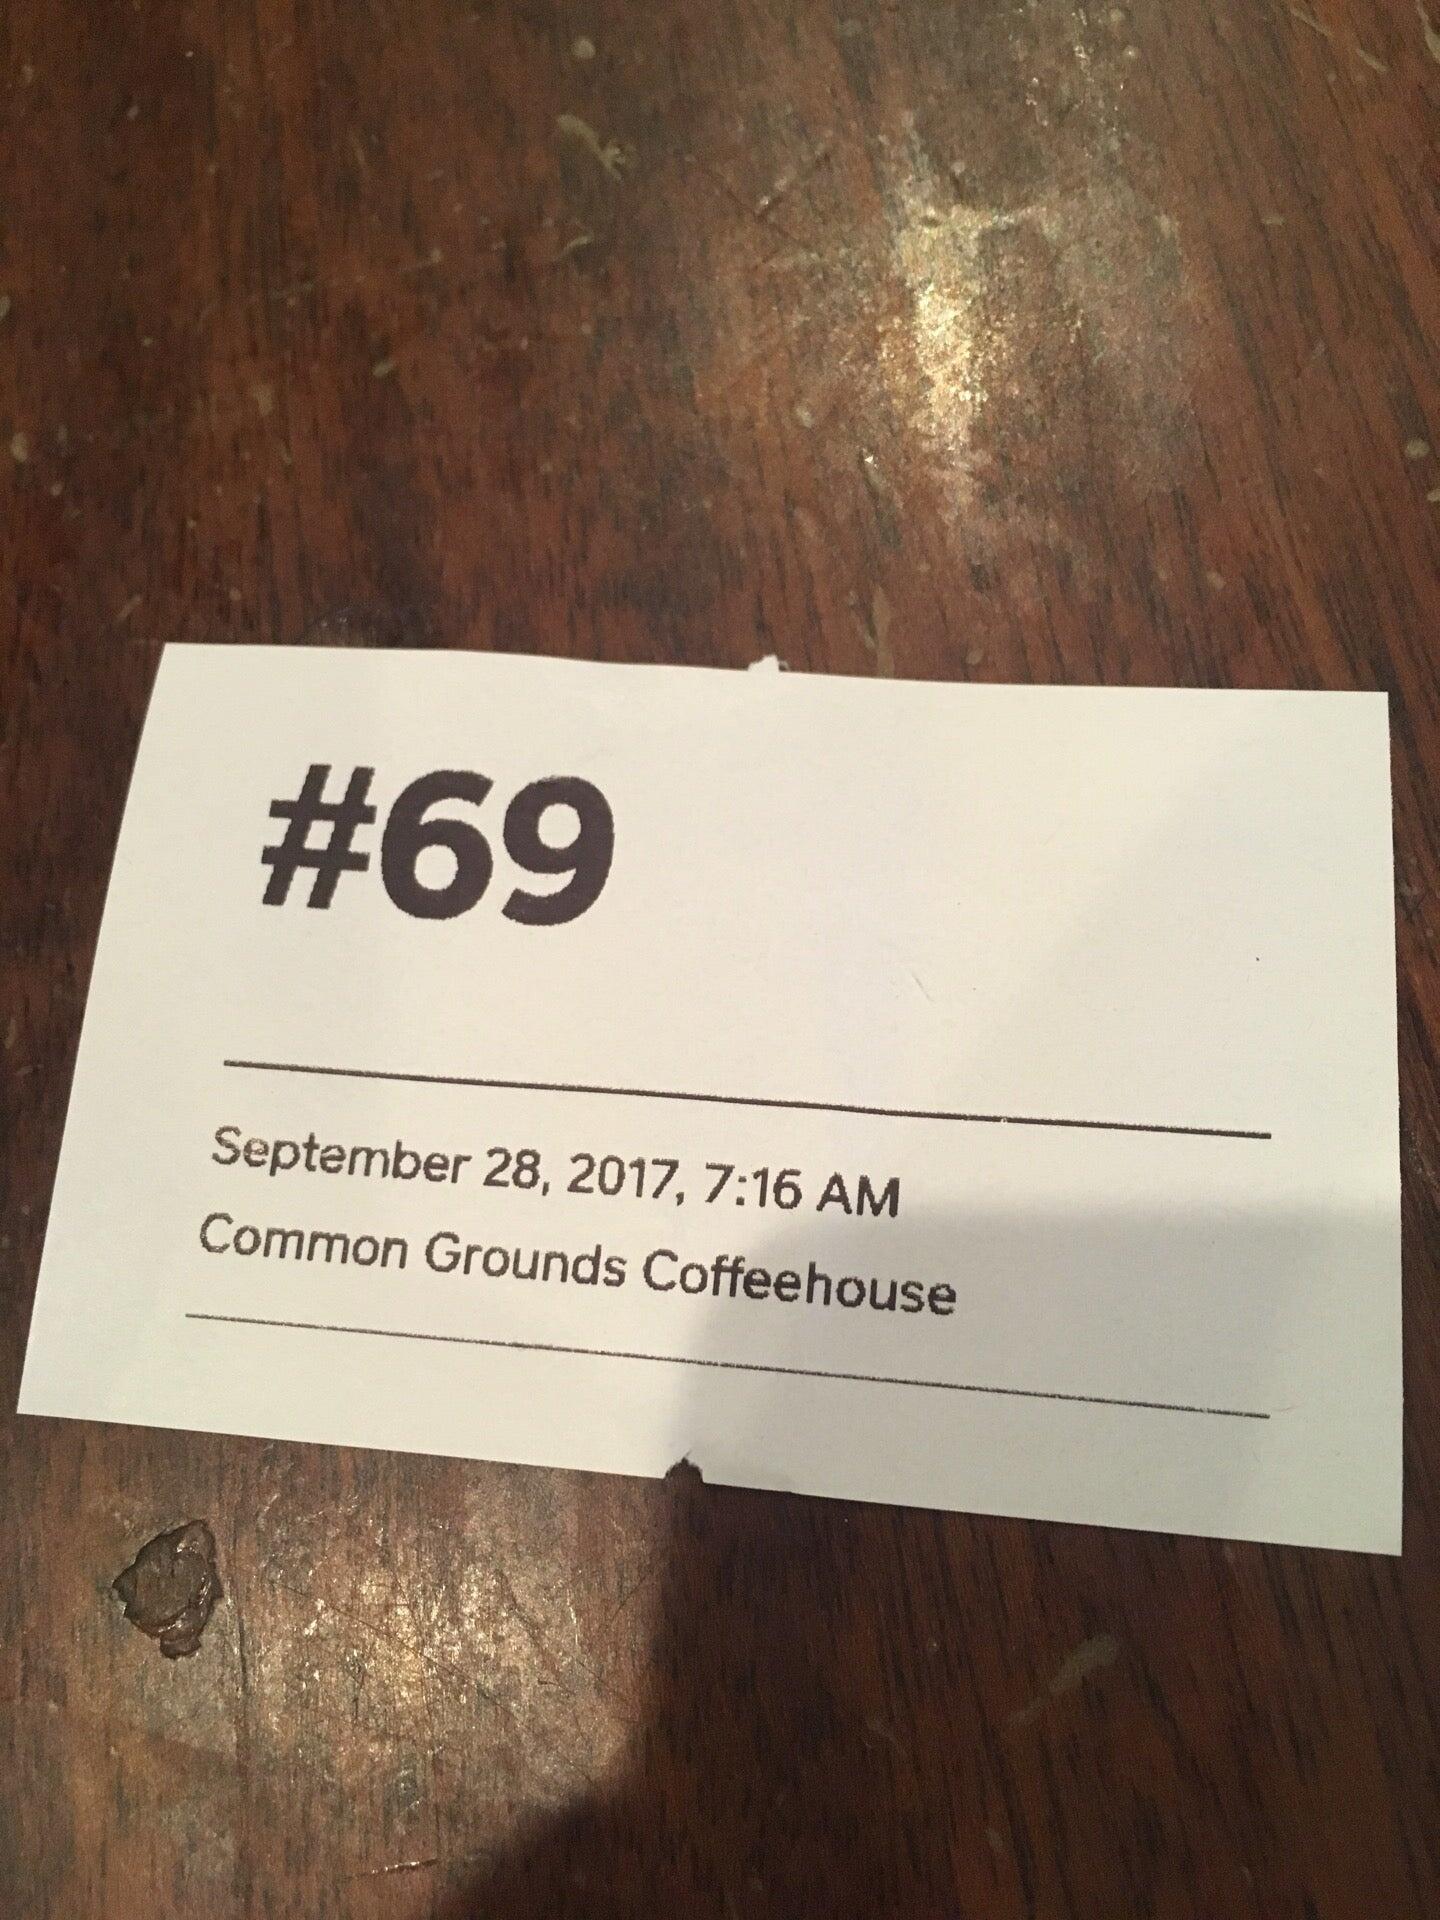 #69
September 28, 2017, 7:16 AM
Common Grounds Coffeehouse